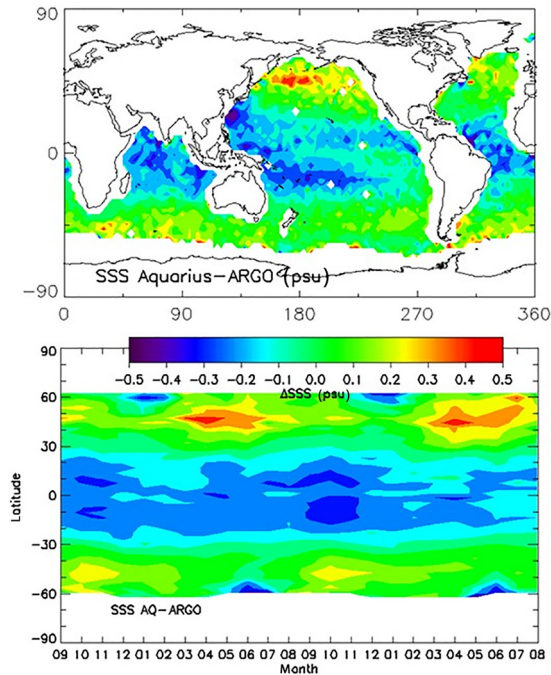 90
0
−90
SSS Aquarius−ARGO (psu)
0 90 180 270 360
−0.5 −0.4 −0.3 −0.2 −0.1 0.0 0.1 0.2 0.3 0.4 0.5
ΔSSS (psu)
90
60
30
0
−30
−60
−90
Latitude
SSS AQ−ARGO
09 10 11 12 01 02 03 04 05 06 07 08 09 10 11 12 01 02 03 04 05 06 07 08
Month